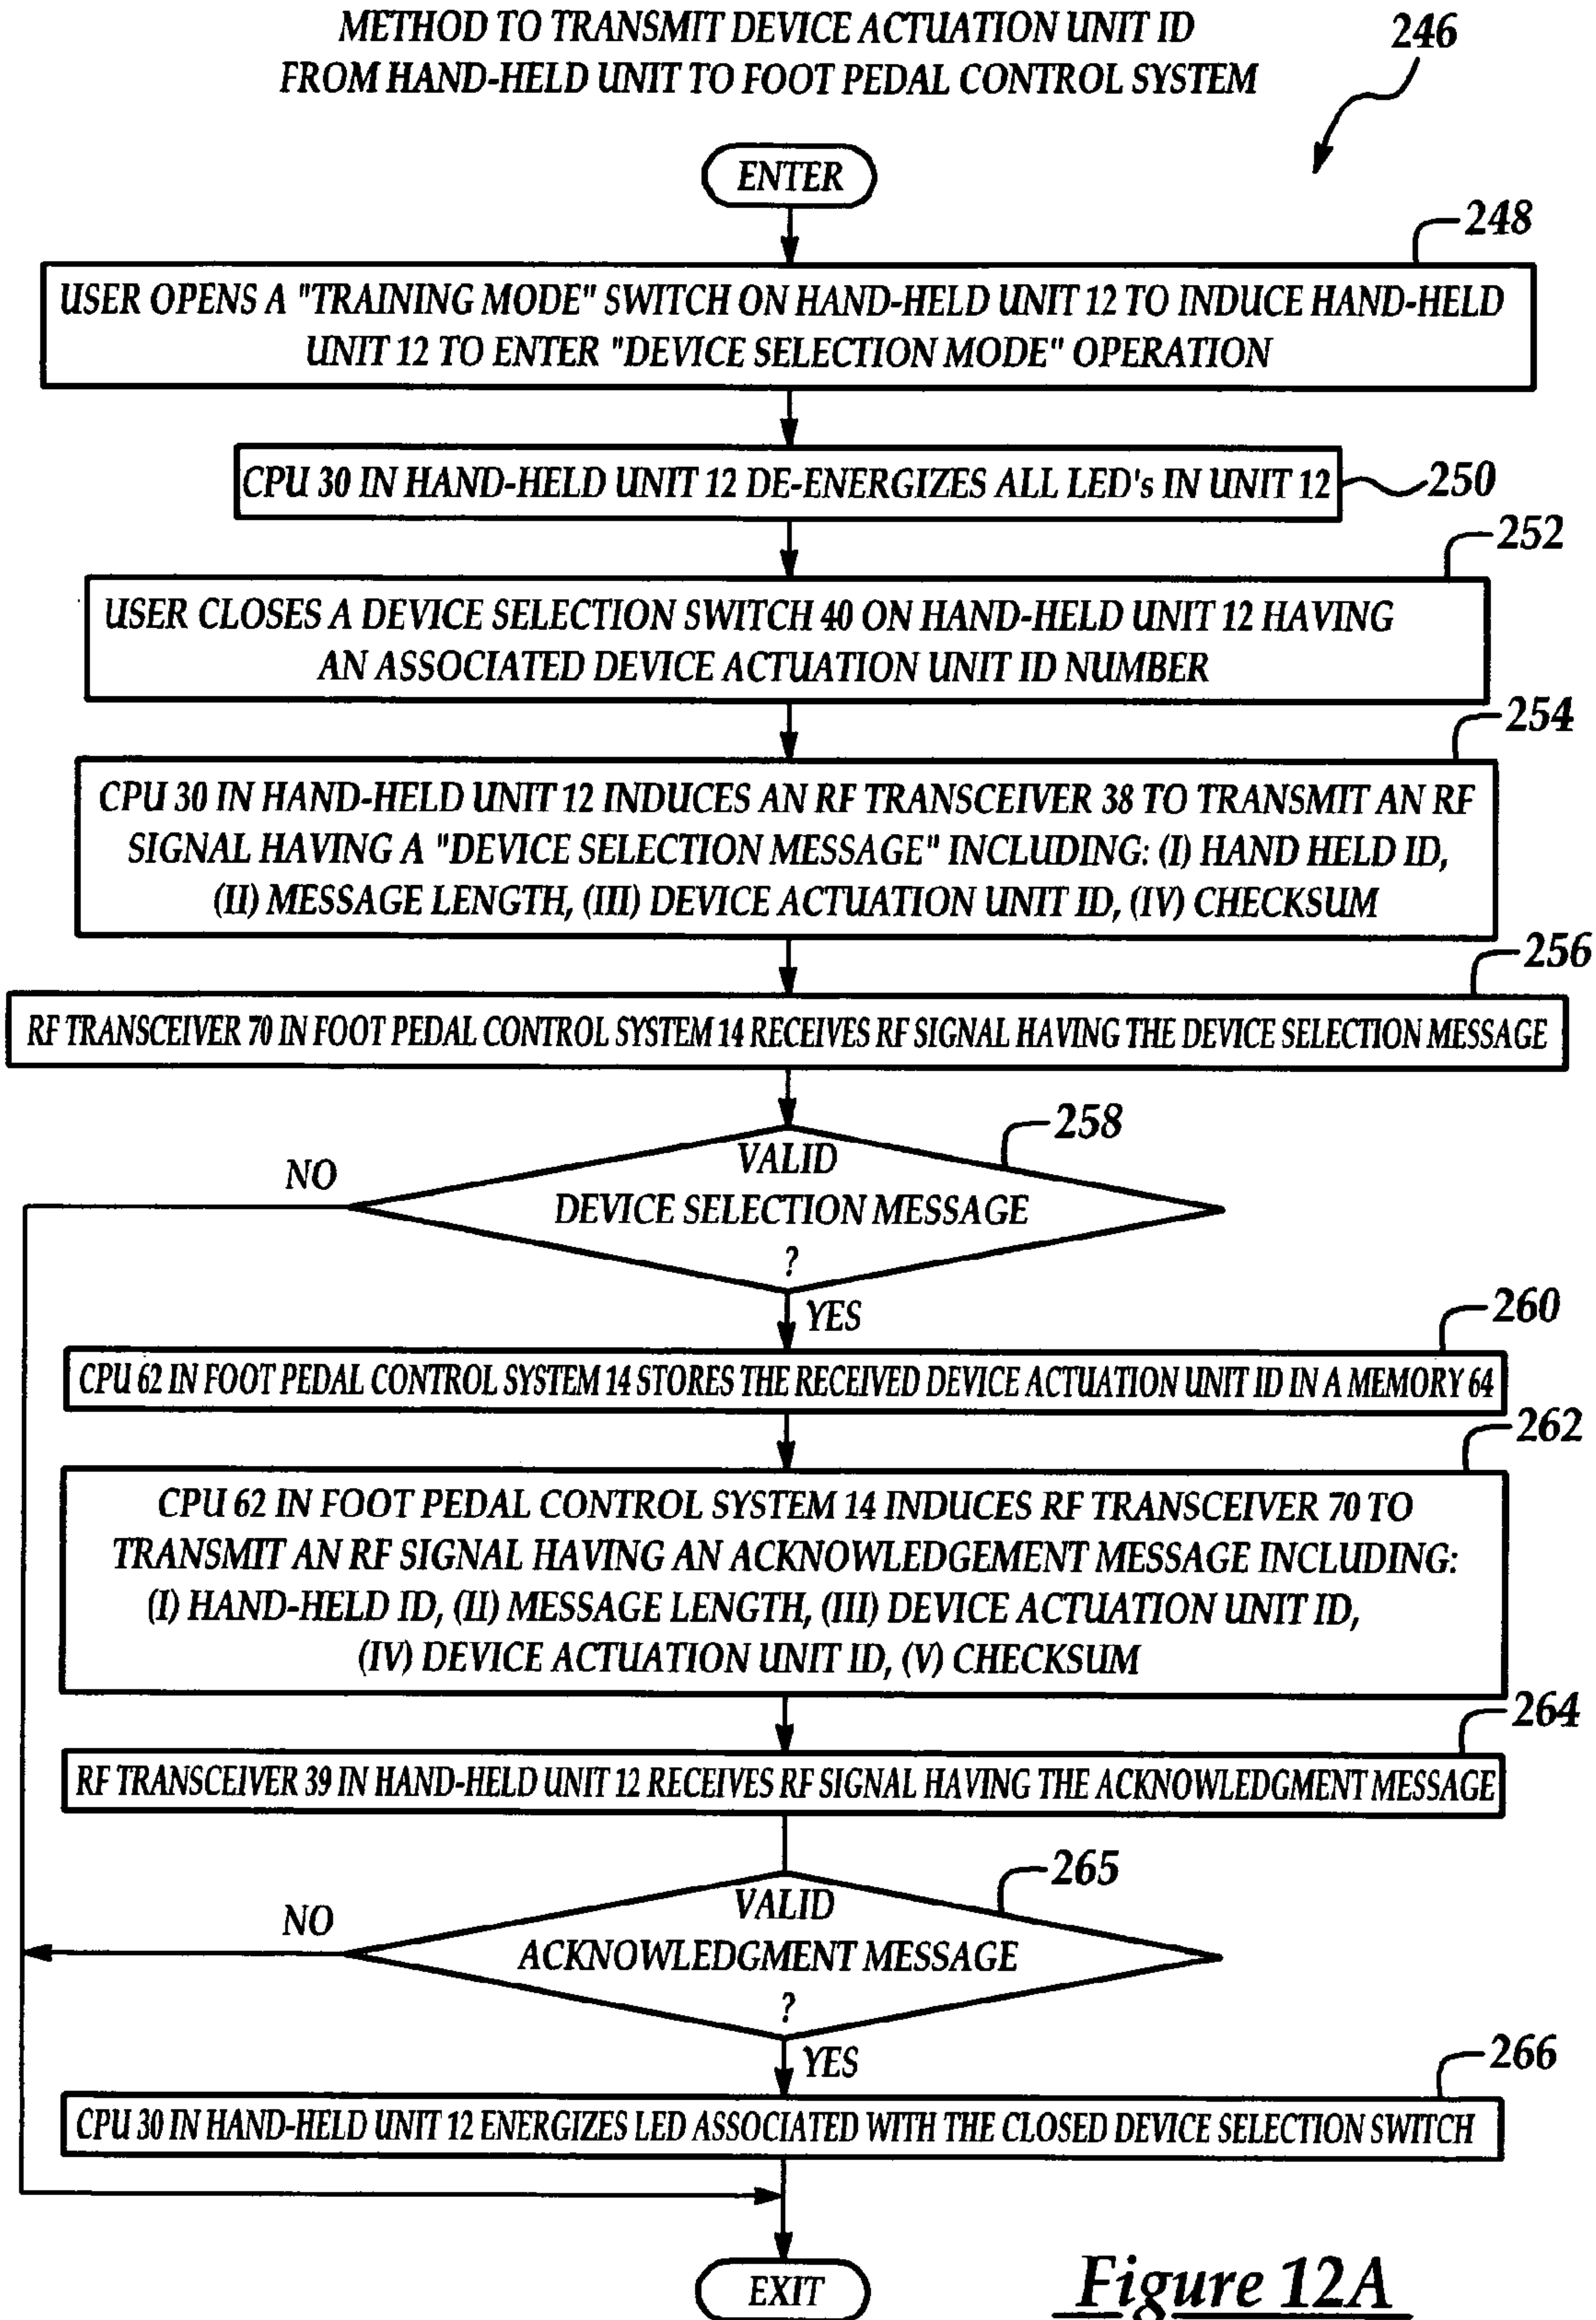 METHOD TO TRANSMIT DEVICE ACTUATION UNIT ID
FROM HAND-HELD UNIT TO FOOT PEDAL CONTROL SYSTEM
246
ENTER
248
USER OPENS A "TRAINING MODE" SWITCH ON HAND-HELD UNIT 12 TO INDUCE HAND-HELD
UNIT 12 TO ENTER "DEVICE SELECTION MODE" OPERATION
CPU 30 IN HAND-HELD UNIT 12 DE-ENERGIZES ALL LED's IN UNIT 12
250
252
USER CLOSES A DEVICE SELECTION SWITCH 40 ON HAND-HELD UNIT 12 HAVING
AN ASSOCIATED DEVICE ACTUATION UNIT ID NUMBER
254
CPU 30 IN HAND-HELD UNIT 12 INDUCES AN RF TRANSCEIVER 38 TO TRANSMIT AN RF
SIGNAL HAVING A "DEVICE SELECTION MESSAGE" INCLUDING: (I) HAND HELD ID,
(II) MESSAGE LENGTH, (III) DEVICE ACTUATION UNIT ID, (IV) CHECKSUM
256
RF TRANSCEIVER 70 IN FOOT PEDAL CONTROL SYSTEM 14 RECEIVES RF SIGNAL HAVING THE DEVICE SELECTION MESSAGE
258
NO
VALID
DEVICE SELECTION MESSAGE
?
YES
260
CPU 62 IN FOOT PEDAL CONTROL SYSTEM 14 STORES THE RECEIVED DEVICE ACTUATION UNIT ID IN A MEMORY 64
262
CPU 62 IN FOOT PEDAL CONTROL SYSTEM 14 INDUCES RF TRANSCEIVER 70 TO
TRANSMIT AN RF SIGNAL HAVING AN ACKNOWLEDGEMENT MESSAGE INCLUDING:
(I) HAND-HELD ID, (II) MESSAGE LENGTH, (III) DEVICE ACTUATION UNIT ID,
(IV) DEVICE ACTUATION UNIT ID, (V) CHECKSUM
264
RF TRANSCEIVER 39 IN HAND-HELD UNIT 12 RECEIVES RF SIGNAL HAVING THE ACKNOWLEDGMENT MESSAGE
265
NO
VALID
ACKNOWLEDGMENT MESSAGE
?
YES
266
CPU 30 IN HAND-HELD UNIT 12 ENERGIZES LED ASSOCIATED WITH THE CLOSED DEVICE SELECTION SWITCH
EXIT
Figure 12A